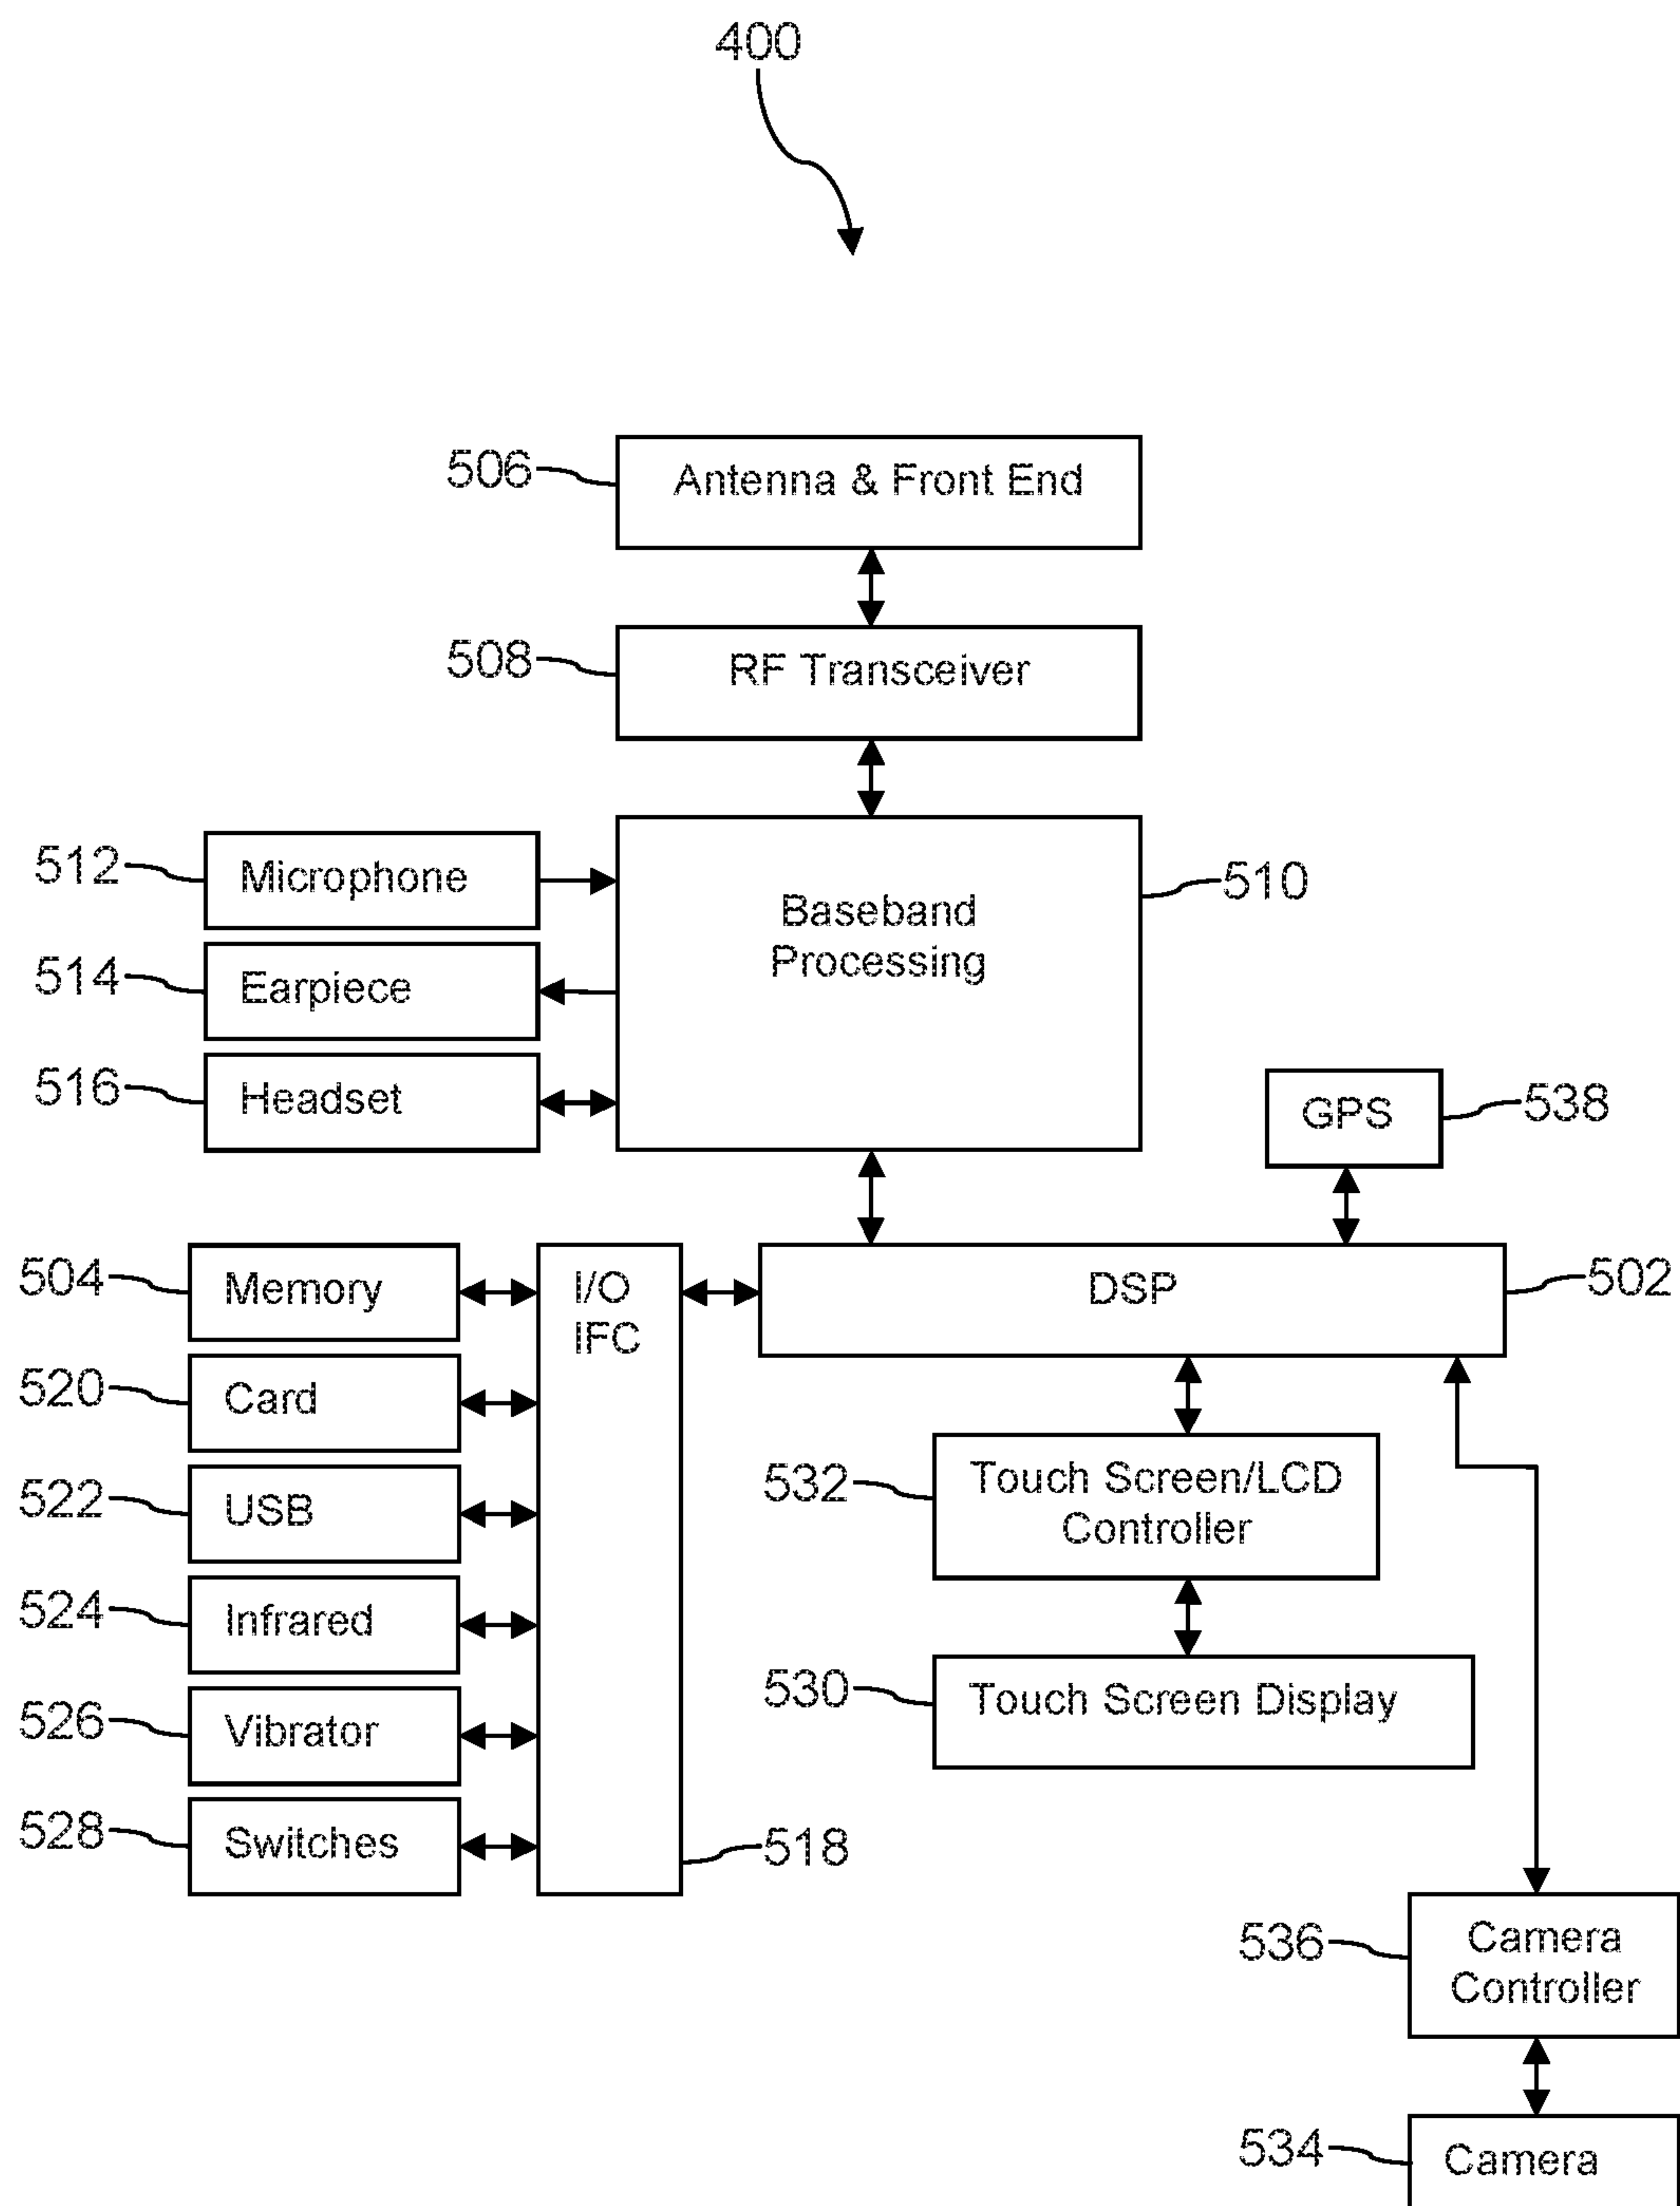 400
506
Antenna & Front End
508
RF Transceiver
512
Microphone
Baseband
Processing
510
514
Earpiece
516
Headset
GPS
538
504
Memory
I/O
IFC
DSP
502
520
Card
522
USB
532
Touch Screen/LCD
Controller
524
Infrared
530
Touch Screen Display
526
Vibrator
528
Switches
518
536
Camera
Controller
534
Camera